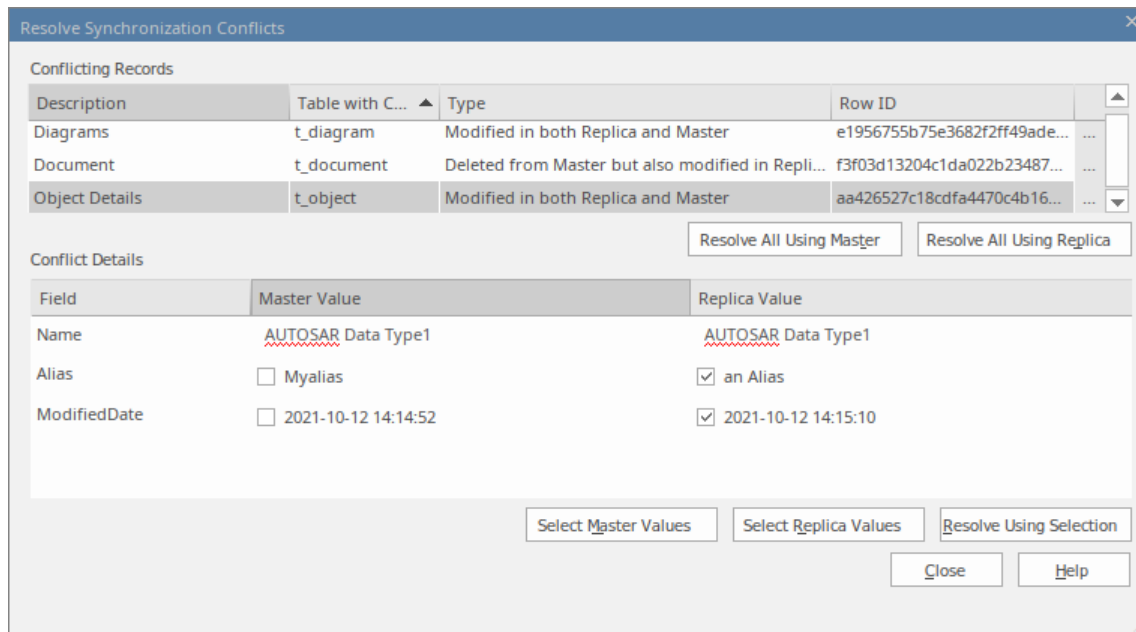 Resolve Synchronization Conflicts
Conflicting Records
Description Table with C... Type Row ID
Diagrams t_diagram Modified in both Replica and Master e1956755b75e3682f2ff49ade... ...
Document t_document Deleted from Master but also modified in Repli... f3f03d13204c1da022b23487... ...
Object Details t_object Modified in both Replica and Master aa426527c18cdfa4470c4b16... ...
Resolve All Using Master Resolve All Using Replica
Conflict Details
Field Master Value Replica Value
Name AUTOSAR Data Type1 AUTOSAR Data Type1
Alias Myalias an Alias
ModifiedDate 2021-10-12 14:14:52 2021-10-12 14:15:10
Select Master Values Select Replica Values Resolve Using Selection
Close Help